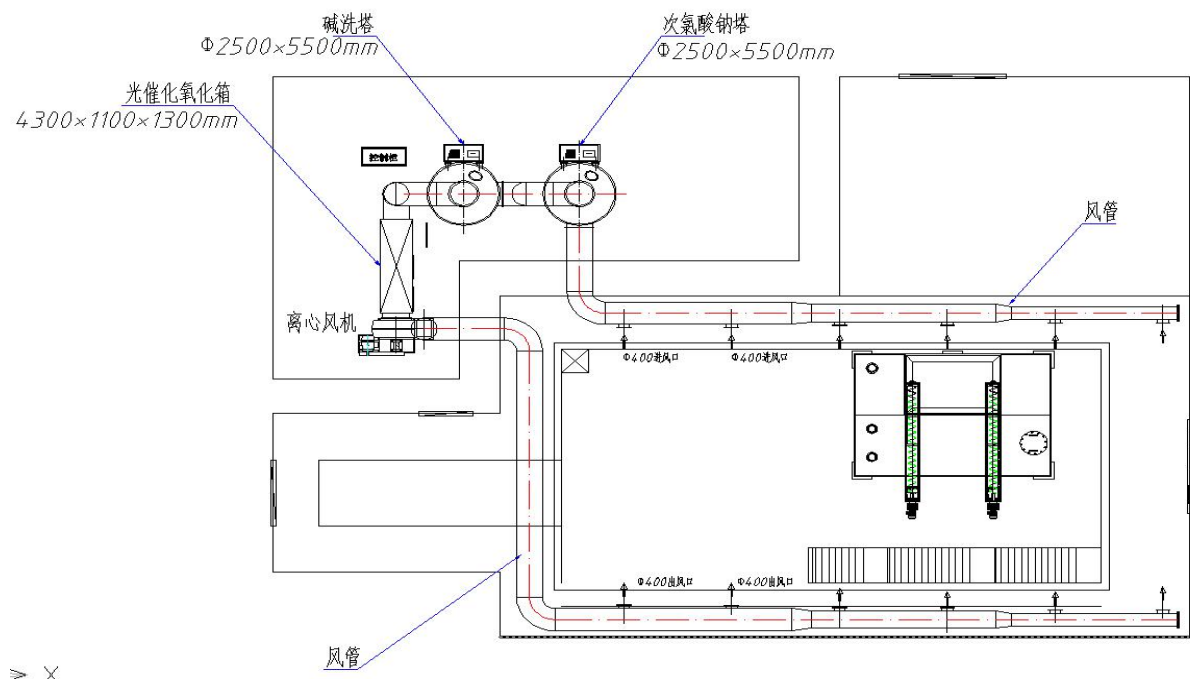 碱洗塔
Φ2500×5500mm
次氯酸钠塔
Φ2500×5500mm
光催化氧化箱
4300×1100×1300mm
控制柜
风管
离心风机
Φ400进风口
Φ400进风口
Φ400出风口
Φ400出风口
风管
X